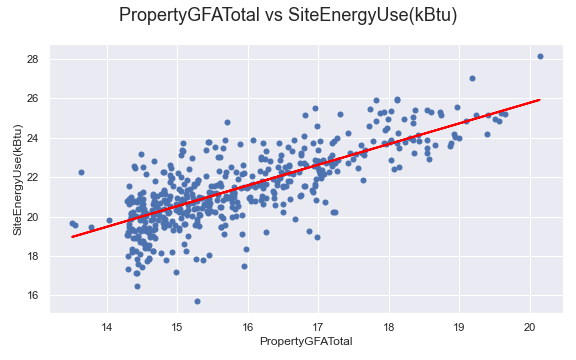 PropertyGFATotal vs SiteEnergyUse(kBtu)
28
26
24
22
20
18
16
SiteEnergyUse(kBtu)
14 15 16 17 18 19 20
PropertyGFATotal